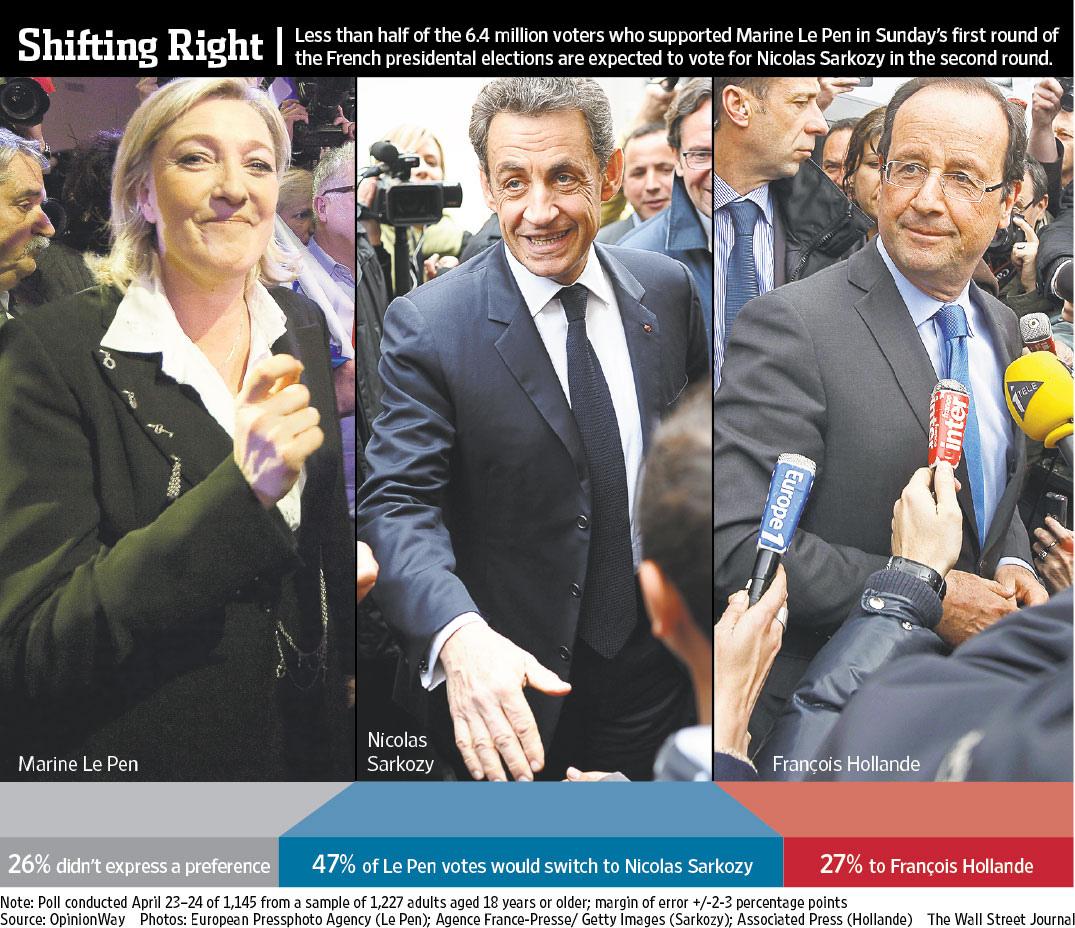 Shifting Right
Less than half of the 6.4 million voters who supported Marine Le Pen in Sunday's first round of
the French presidental elections are expected to vote for Nicolas Sarkozy in the second round.
1
TÉLÉ
inter
france
inter
Europe 1
Marine Le Pen
Nicolas
Sarkozy
François Hollande
26% didn't express a preference
47% of Le Pen votes would switch to Nicolas Sarkozy
27% to François Hollande
Note: Poll conducted April 23–24 of 1,145 from a sample of 1,227 adults aged 18 years or older; margin of error +/-2-3 percentage points
Source: OpinionWay Photos: European Pressphoto Agency (Le Pen); Agence France-Presse/ Getty Images (Sarkozy); Associated Press (Hollande) The Wall Street Journal